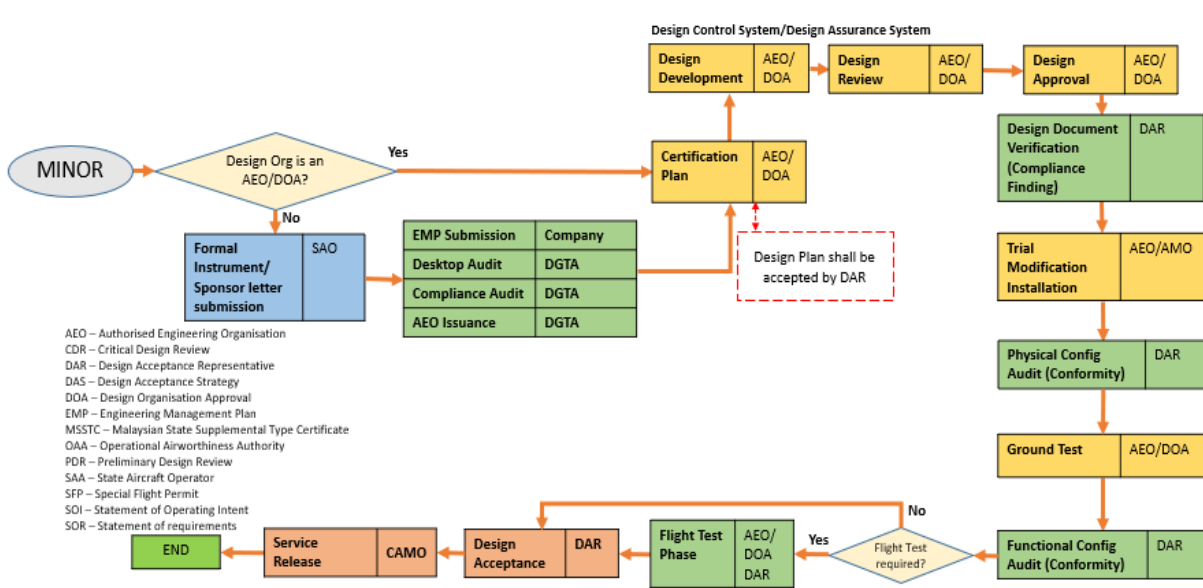 Design Control System/Design Assurance System
Design
Development
AEO/
DOA
Design
Review
AEO/
DOA
Design
Approval
AEO/
DOA
MINOR
Design Org is an
AEO/DOA?
Yes
No
Certification
Plan
AEO/
DOA
Design Plan shall be
accepted by DAR
Design Document
Verification
(Compliance
Finding)
DAR
Formal
Instrument/
Sponsor letter
submission
SAO
EMP Submission
Company
Desktop Audit
DGTA
Compliance Audit
DGTA
AEO Issuance
DGTA
Trial
Modification
Installation
AEO/AMO
Physical Config
Audit (Conformity)
DAR
Ground Test
AEO/DOA
Functional Config
Audit (Conformity)
DAR
Flight Test
required?
No
Yes
Flight Test
Phase
AEO/
DOA
DAR
Design
Acceptance
DAR
Service
Release
CAMO
END
AEO – Authorised Engineering Organisation
CDR – Critical Design Review
DAR – Design Acceptance Representative
DAS – Design Acceptance Strategy
DOA – Design Organisation Approval
EMP – Engineering Management Plan
MSSTC – Malaysian State Supplemental Type Certificate
OAA – Operational Airworthiness Authority
PDR – Preliminary Design Review
SAA – State Aircraft Operator
SFP – Special Flight Permit
SOI – Statement of Operating Intent
SOR – Statement of requirements